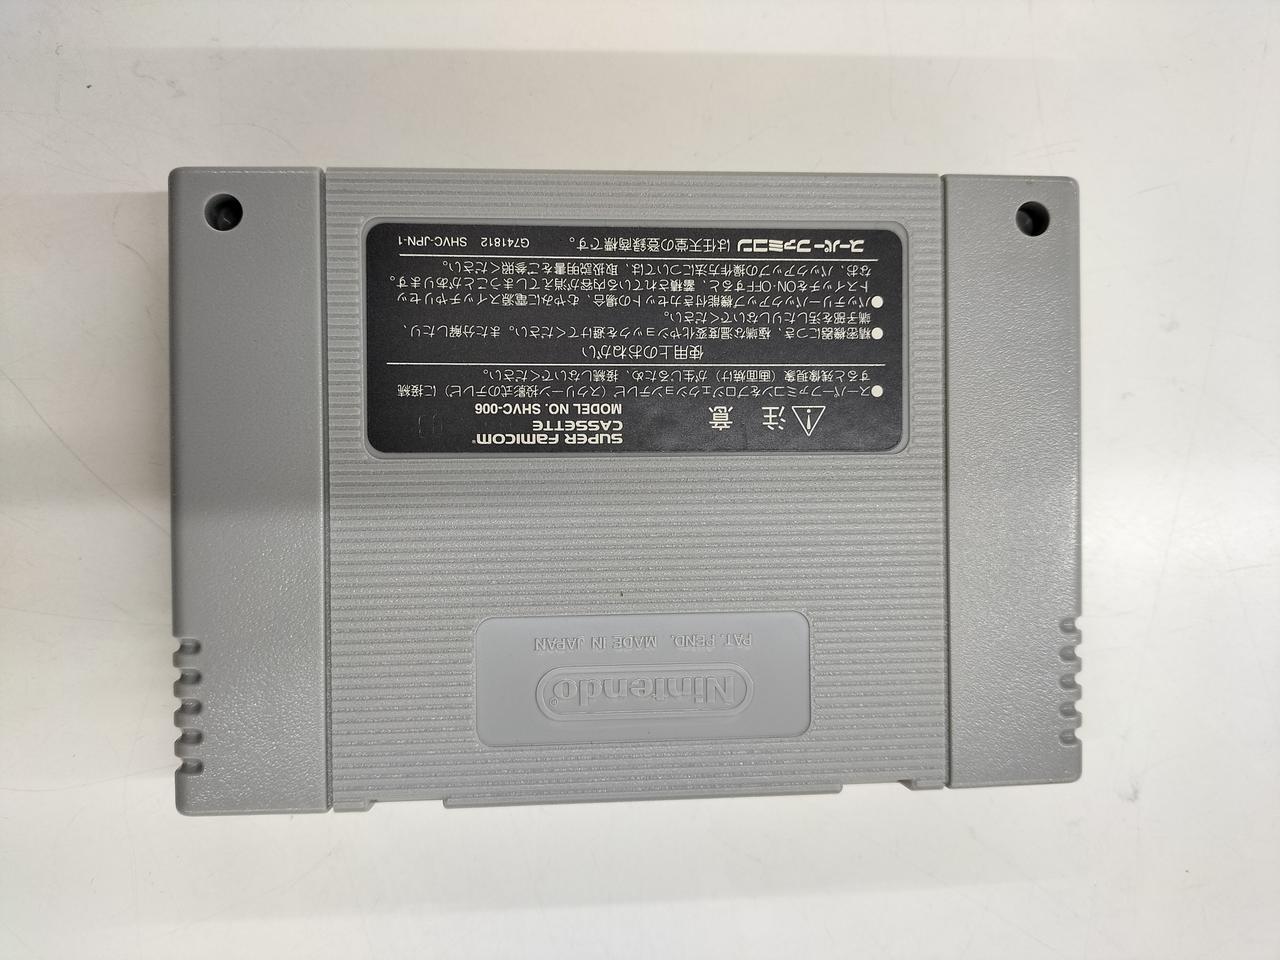 ⚠注意
SUPER FAMICOM®
CASSETTE
MODEL NO. SHVC-006
●スーパーファミコンをプロジェクションテレビ（スクリーン投影式のテレビ）に接続
すると残像現象（画面焼け）が生じるため、接続しないでください。
使用上のおねがい
●精密機器につき、極端な温度変化やショックを避けてください。また分解したり、
端子部を汚したりしないでください。
●バッテリーバックアップ機能付きカセットの場合、むやみに電源スイッチやリセッ
トスイッチをON・OFFすると、蓄積されている内容が消えてしまうことがあります。
なお、バックアップの操作方法については、取扱説明書をご参照ください。
スーパーファミコンは任天堂の登録商標です。 G741812 SHVC-JPN-1
Nintendo®
PAT. PEND. MADE IN JAPAN